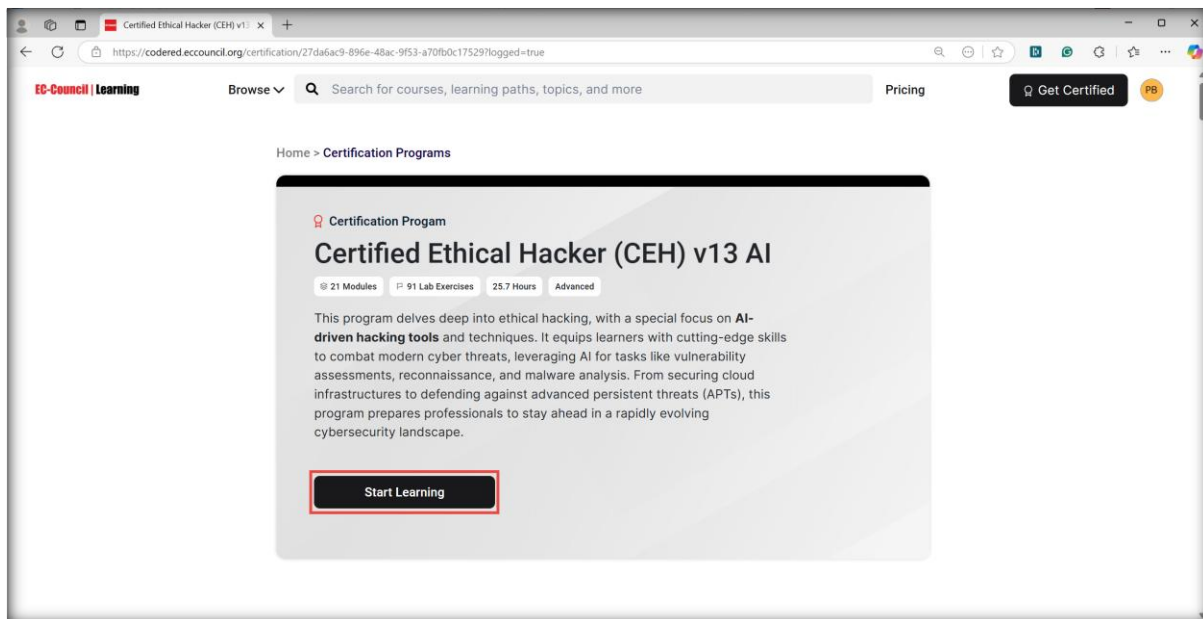 Certified Ethical Hacker (CEH) v1
https://codered.eccouncil.org/certification/27da6ac9-896e-48ac-9f53-a70fb0c17529?logged=true
EC-Council | Learning
Browse
Search for courses, learning paths, topics, and more
Pricing
Get Certified
PB
Home > Certification Programs
Certification Progam
Certified Ethical Hacker (CEH) v13 AI
21 Modules
91 Lab Exercises
25.7 Hours
Advanced
This program delves deep into ethical hacking, with a special focus on AI-
driven hacking tools and techniques. It equips learners with cutting-edge skills
to combat modern cyber threats, leveraging AI for tasks like vulnerability
assessments, reconnaissance, and malware analysis. From securing cloud
infrastructures to defending against advanced persistent threats (APTs), this
program prepares professionals to stay ahead in a rapidly evolving
cybersecurity landscape.
Start Learning